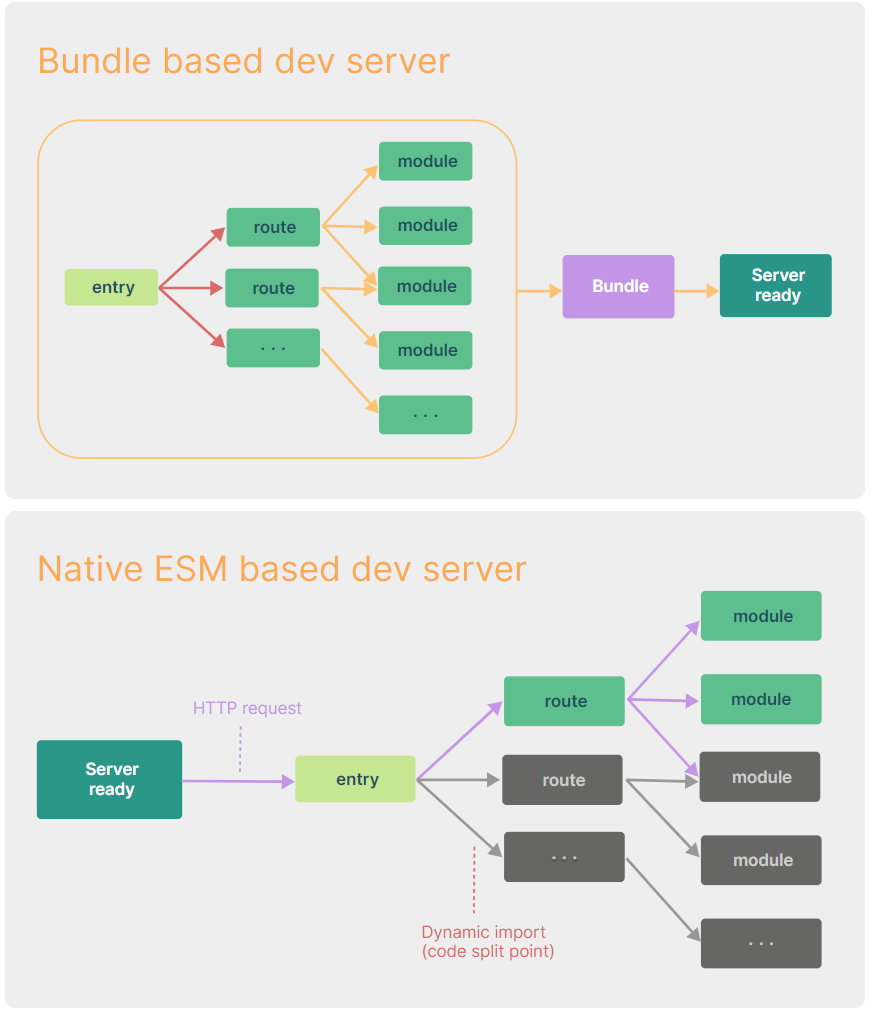 Bundle based dev server
module
route
module
entry
route
module
Bundle
Server
ready
· · ·
module
· · ·
Native ESM based dev server
module
HTTP request
route
module
Server
ready
entry
route
module
· · ·
module
Dynamic import
(code split point)
· · ·